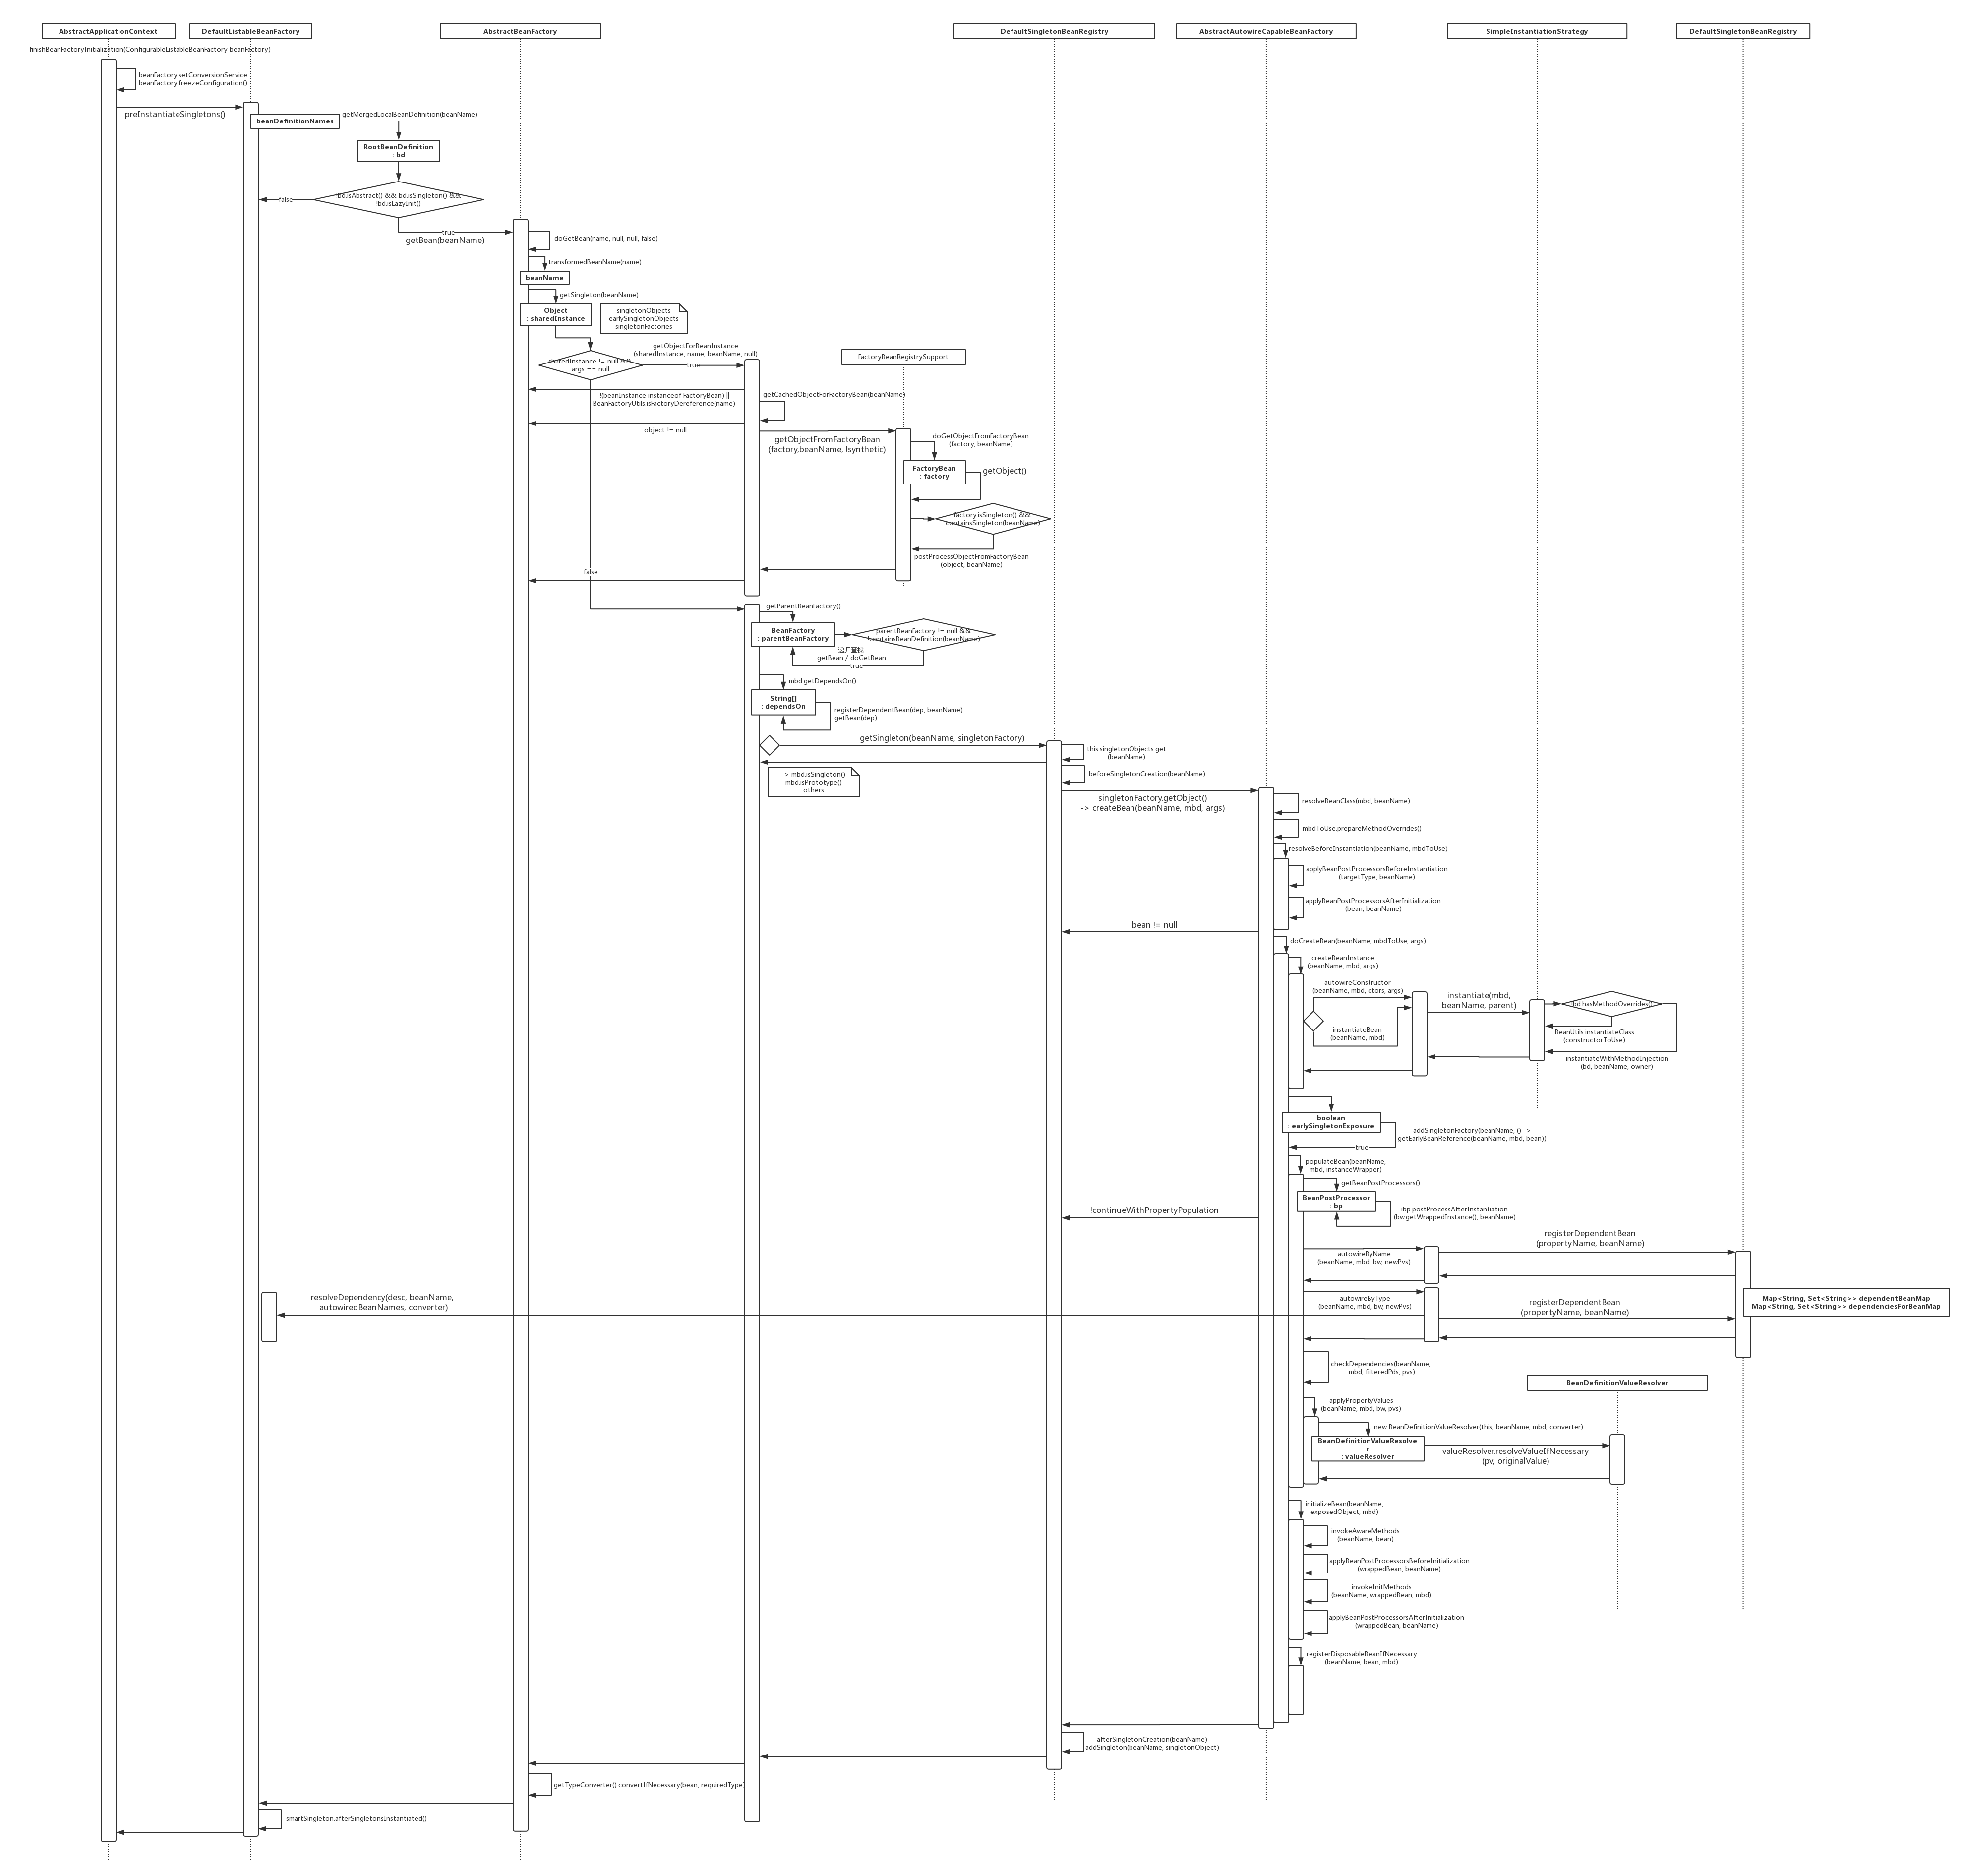 AbstractApplicationContext
DefaultListableBeanFactory
AbstractBeanFactory
DefaultSingletonBeanRegistry
AbstractAutowireCapableBeanFactory
SimpleInstantiationStrategy
DefaultSingletonBeanRegistry
finishBeanFactoryInitialization(ConfigurableListableBeanFactory beanFactory)
beanFactory.setConversionService
beanFactory.freezeConfiguration()
preInstantiateSingletons()
beanDefinitionNames
getMergedLocalBeanDefinition(beanName)
RootBeanDefinition
: bd
!bd.isAbstract() && bd.isSingleton() &&
!bd.isLazyInit()
false
true
getBean(beanName)
doGetBean(name, null, null, false)
transformedBeanName(name)
beanName
getSingleton(beanName)
Object
: sharedInstance
singletonObjects
earlySingletonObjects
singletonFactories
sharedInstance != null &&
args == null
getObjectForBeanInstance
(sharedInstance, name, beanName, null)
true
FactoryBeanRegistrySupport
!(beanInstance instanceof FactoryBean) ||
BeanFactoryUtils.isFactoryDereference(name)
getCachedObjectForFactoryBean(beanName)
object != null
getObjectFromFactoryBean
(factory,beanName, !synthetic)
doGetObjectFromFactoryBean
(factory, beanName)
FactoryBean
: factory
getObject()
factory.isSingleton() &&
containsSingleton(beanName)
postProcessObjectFromFactoryBean
(object, beanName)
false
getParentBeanFactory()
BeanFactory
: parentBeanFactory
parentBeanFactory != null &&
!containsBeanDefinition(beanName)
递归查找:
getBean / doGetBean
true
mbd.getDependsOn()
String[]
: dependsOn
registerDependentBean(dep, beanName)
getBean(dep)
getSingleton(beanName, singletonFactory)
this.singletonObjects.get
(beanName)
-> mbd.isSingleton()
mbd.isPrototype()
others
beforeSingletonCreation(beanName)
singletonFactory.getObject()
-> createBean(beanName, mbd, args)
resolveBeanClass(mbd, beanName)
mbdToUse.prepareMethodOverrides()
resolveBeforeInstantiation(beanName, mbdToUse)
applyBeanPostProcessorsBeforeInstantiation
(targetType, beanName)
applyBeanPostProcessorsAfterInitialization
(bean, beanName)
bean != null
doCreateBean(beanName, mbdToUse, args)
createBeanInstance
(beanName, mbd, args)
autowireConstructor
(beanName, mbd, ctors, args)
instantiateBean
(beanName, mbd)
instantiate(mbd,
beanName, parent)
!bd.hasMethodOverrides()
BeanUtils.instantiateClass
(constructorToUse)
instantiateWithMethodInjection
(bd, beanName, owner)
boolean
: earlySingletonExposure
addSingletonFactory(beanName, () ->
getEarlyBeanReference(beanName, mbd, bean))
true
populateBean(beanName,
mbd, instanceWrapper)
getBeanPostProcessors()
BeanPostProcessor
: bp
ibp.postProcessAfterInstantiation
(bw.getWrappedInstance(), beanName)
!continueWithPropertyPopulation
autowireByName
(beanName, mbd, bw, newPvs)
registerDependentBean
(propertyName, beanName)
resolveDependency(desc, beanName,
autowiredBeanNames, converter)
autowireByType
(beanName, mbd, bw, newPvs)
registerDependentBean
(propertyName, beanName)
Map<String, Set<String>> dependentBeanMap
Map<String, Set<String>> dependenciesForBeanMap
checkDependencies(beanName,
mbd, filteredPds, pvs)
BeanDefinitionValueResolver
applyPropertyValues
(beanName, mbd, bw, pvs)
new BeanDefinitionValueResolver(this, beanName, mbd, converter)
BeanDefinitionValueResolve
r
: valueResolver
valueResolver.resolveValueIfNecessary
(pv, originalValue)
initializeBean(beanName,
exposedObject, mbd)
invokeAwareMethods
(beanName, bean)
applyBeanPostProcessorsBeforeInitialization
(wrappedBean, beanName)
invokeInitMethods
(beanName, wrappedBean, mbd)
applyBeanPostProcessorsAfterInitialization
(wrappedBean, beanName)
registerDisposableBeanIfNecessary
(beanName, bean, mbd)
afterSingletonCreation(beanName)
addSingleton(beanName, singletonObject)
getTypeConverter().convertIfNecessary(bean, requiredType)
smartSingleton.afterSingletonsInstantiated()